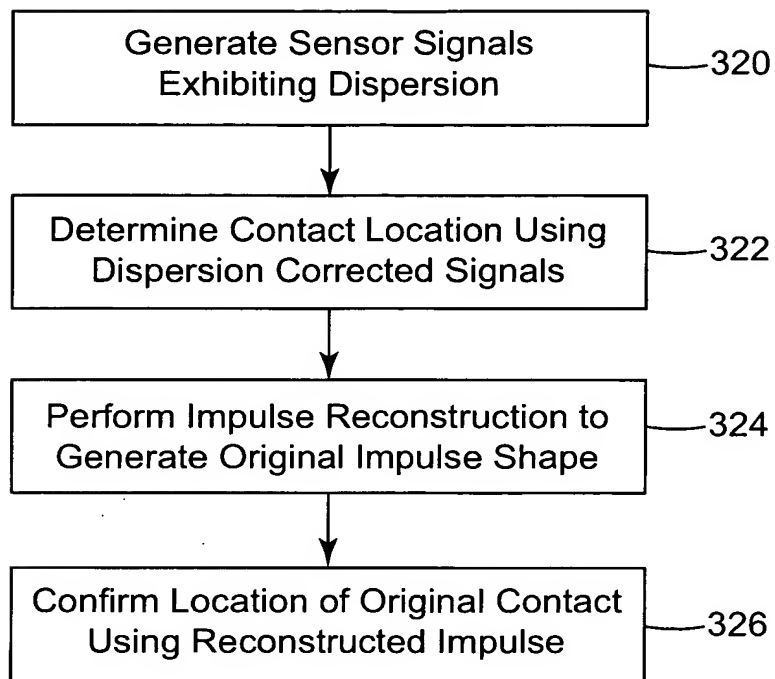 Generate Sensor Signals
Exhibiting Dispersion
320
Determine Contact Location Using
Dispersion Corrected Signals
322
Perform Impulse Reconstruction to
Generate Original Impulse Shape
324
Confirm Location of Original Contact
Using Reconstructed Impulse
326